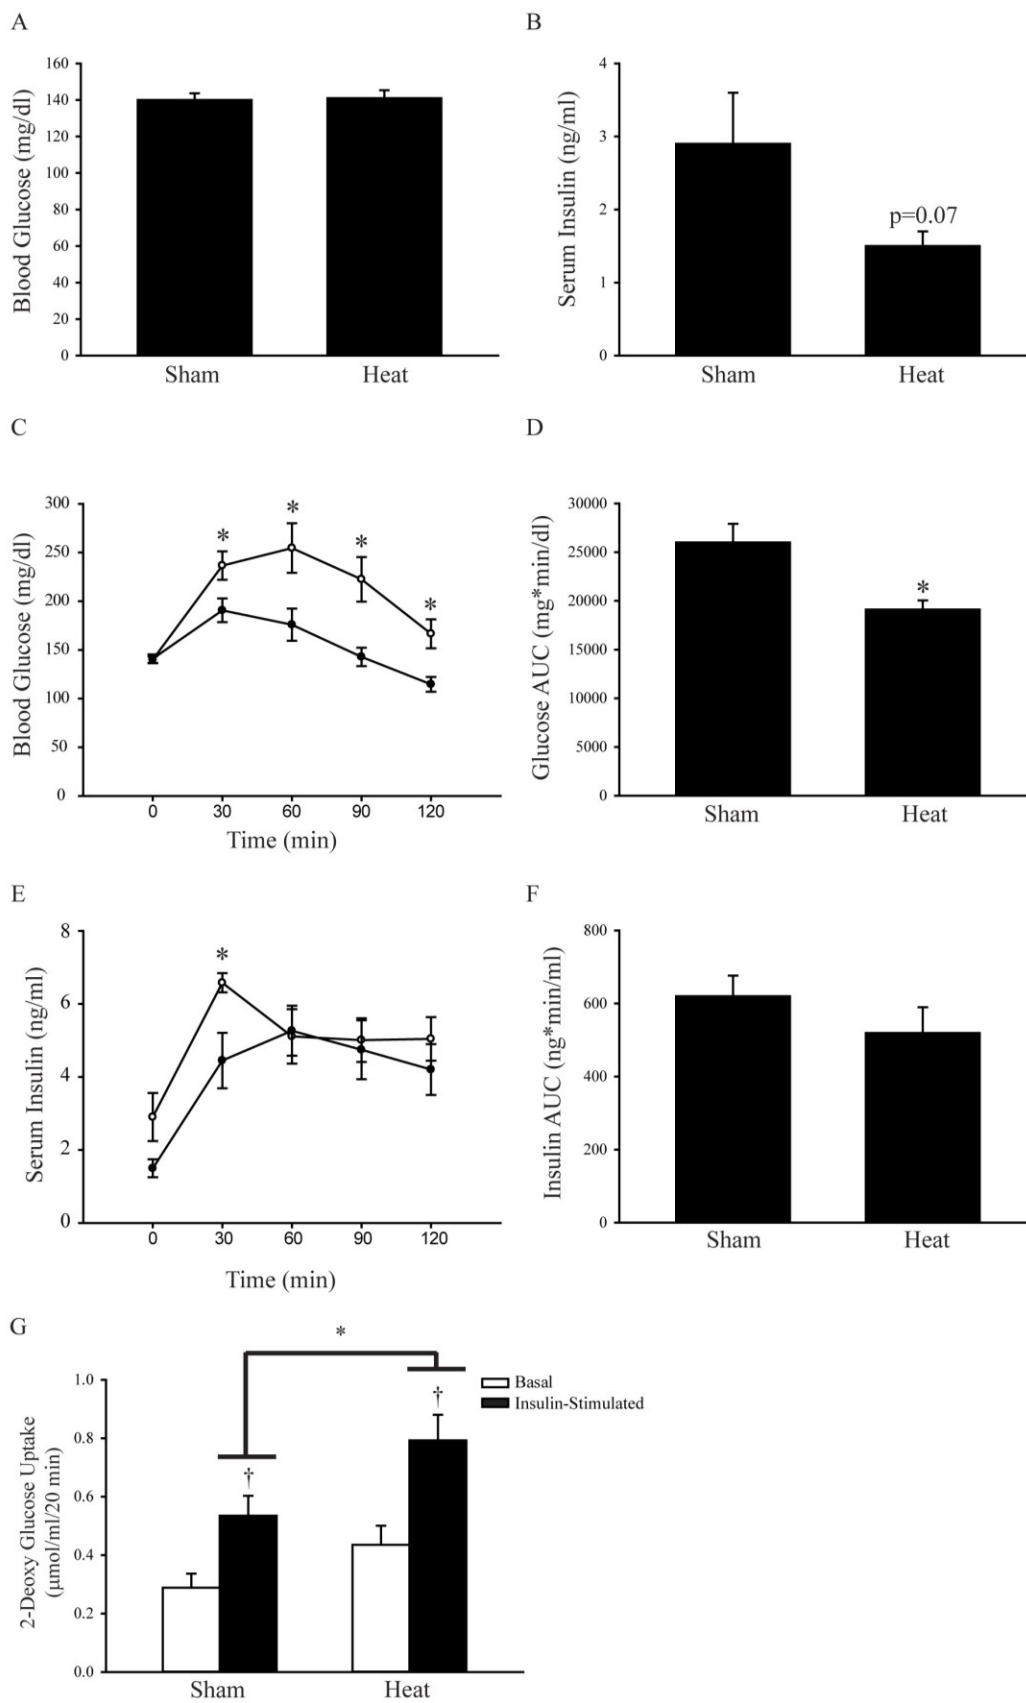 A
B
160
140
120
100
80
60
40
20
0
Blood Glucose (mg/dl)
Sham
Heat
4
3
2
1
0
Serum Insulin (ng/ml)
p=0.07
Sham
Heat
C
D
300
250
200
150
100
50
0
Blood Glucose (mg/dl)
*
*
*
*
0 30 60 90 120
Time (min)
30000
25000
20000
15000
10000
5000
0
Glucose AUC (mg*min/dl)
*
Sham
Heat
E
F
8
6
4
2
0
Serum Insulin (ng/ml)
*
0 30 60 90 120
Time (min)
800
600
400
200
0
Insulin AUC (ng*min/ml)
Sham
Heat
G
*
1.0
0.8
0.6
0.4
0.2
0.0
2-Deoxy Glucose Uptake
(μmol/ml/20 min)
†
†
Basal
Insulin-Stimulated
Sham
Heat